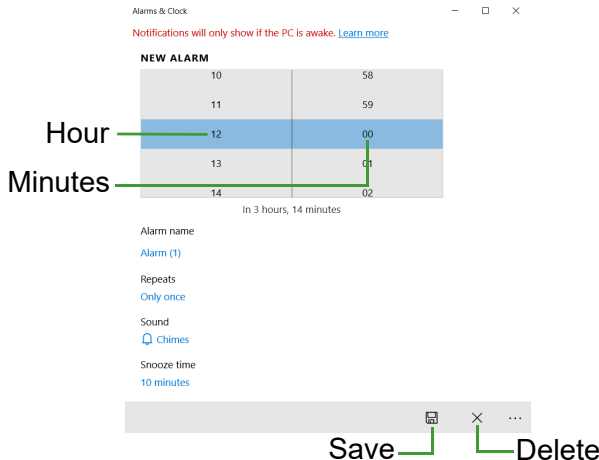 Alarms & Clock
Notifications will only show if the PC is awake. Learn more
NEW ALARM
10 58
11 59
Hour 12 00
13 01
Minutes
14 02
In 3 hours, 14 minutes
Alarm name
Alarm (1)
Repeats
Only once
Sound
Chimes
Snooze time
10 minutes
Save Delete